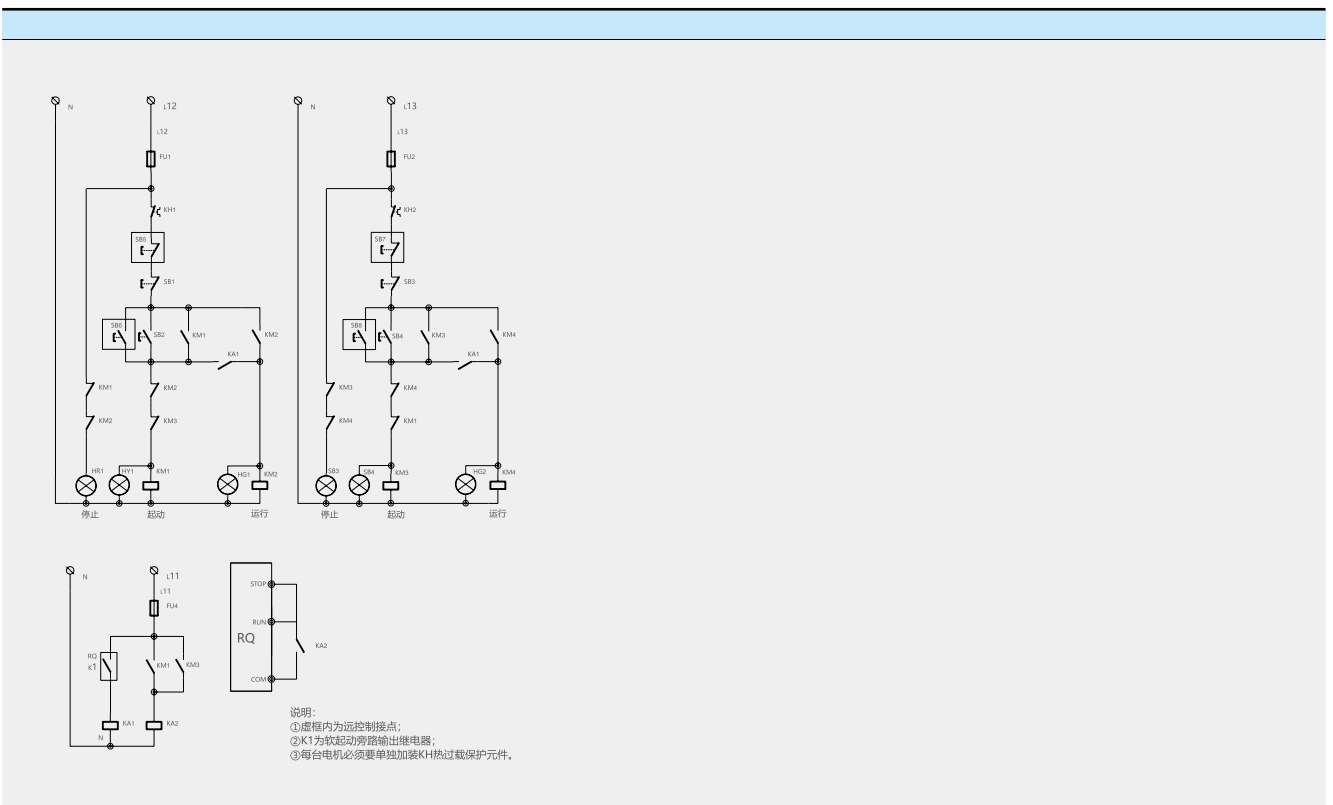 N
L12
L12
FU1
KH1
SB5
SB1
SB6
SB2
KM1
KM2
KA1
KM1
KM2
KM2
KM3
HR1
HY1
KM1
HG1
KM2
停止
起动
运行
N
L13
L13
FU2
KH2
SB7
SB3
SB8
SB4
KM3
KM4
KA1
KM3
KM4
KM4
KM1
SB3
SB4
KM3
HG2
KM4
停止
起动
运行
N
L11
L11
FU4
RQ
K1
KM1
KM3
KA1
KA2
N
STOP
RUN
RQ
KA2
COM
说明：
①虚框内为远控制接点；
②K1为软起动旁路输出继电器；
③每台电机必须要单独加装KH热过载保护元件。